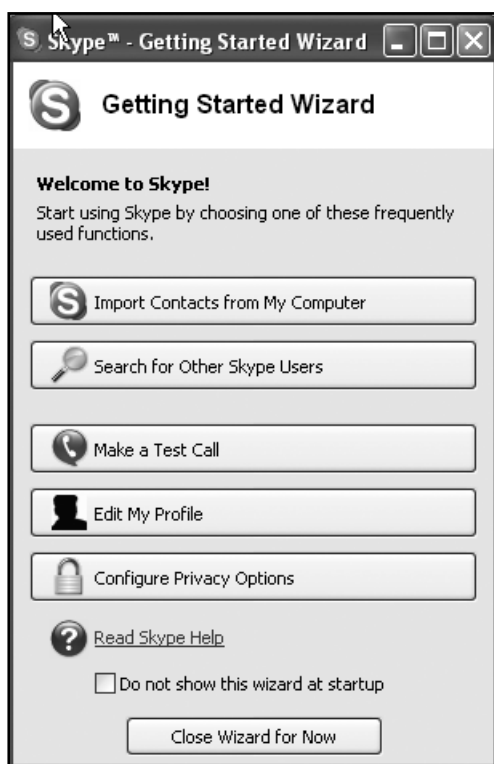 Skype™ - Getting Started Wizard
Getting Started Wizard
Welcome to Skype!
Start using Skype by choosing one of these frequently
used functions.
Import Contacts from My Computer
Search for Other Skype Users
Make a Test Call
Edit My Profile
Configure Privacy Options
Read Skype Help
Do not show this wizard at startup
Close Wizard for Now